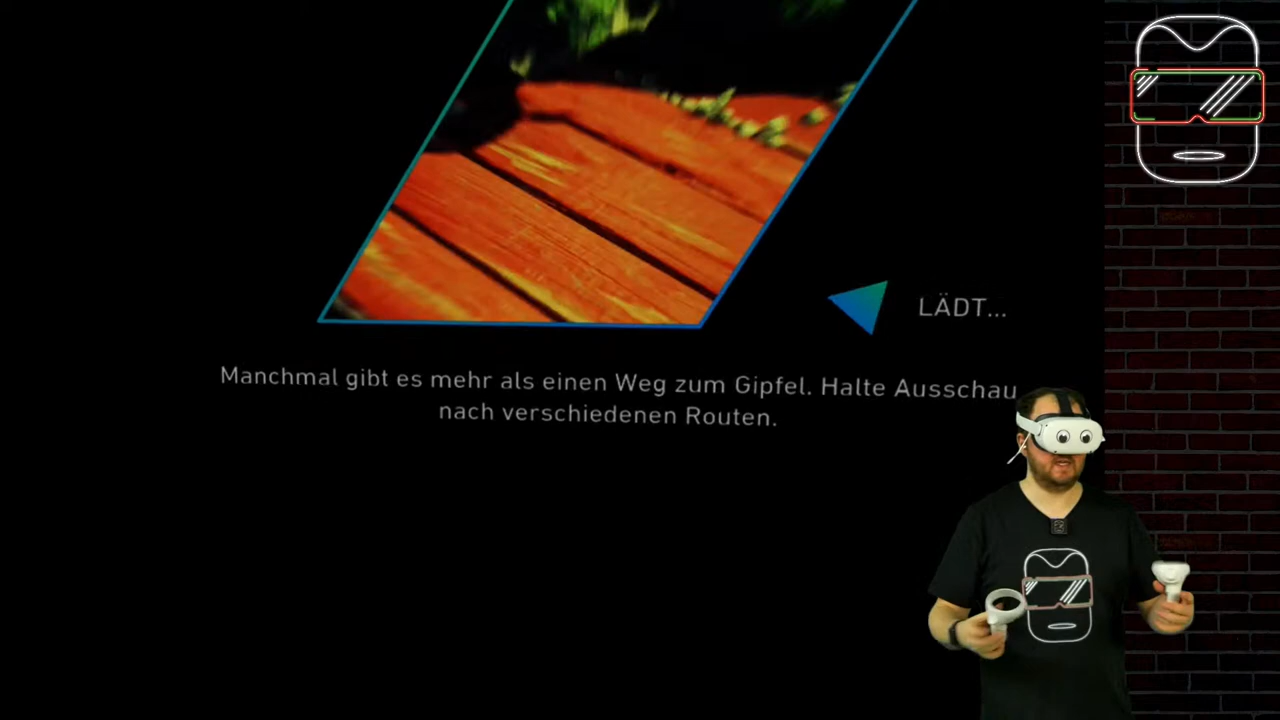 LÄDT...
Manchmal gibt es mehr als einen Weg zum Gipfel. Halte Ausschau
nach verschiedenen Routen.